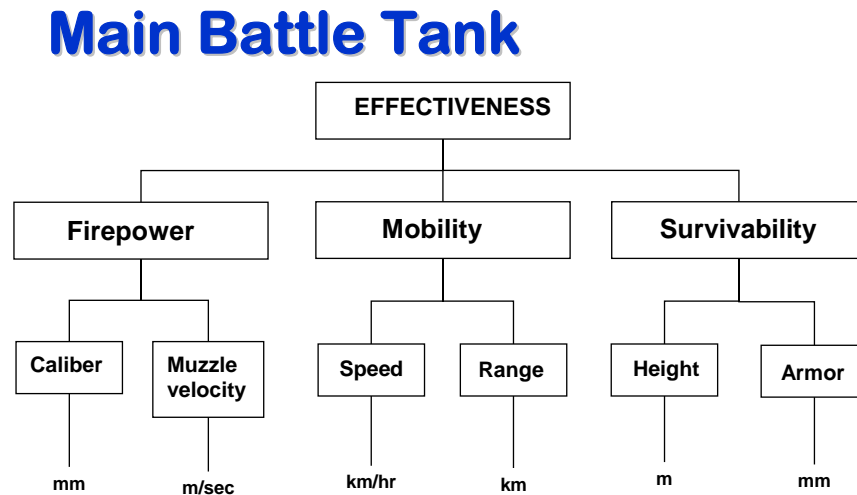 Main Battle Tank
EFFECTIVENESS
Firepower
Mobility
Survivability
Caliber
Muzzle
velocity
Speed
Range
Height
Armor
mm
m/sec
km/hr
km
m
mm